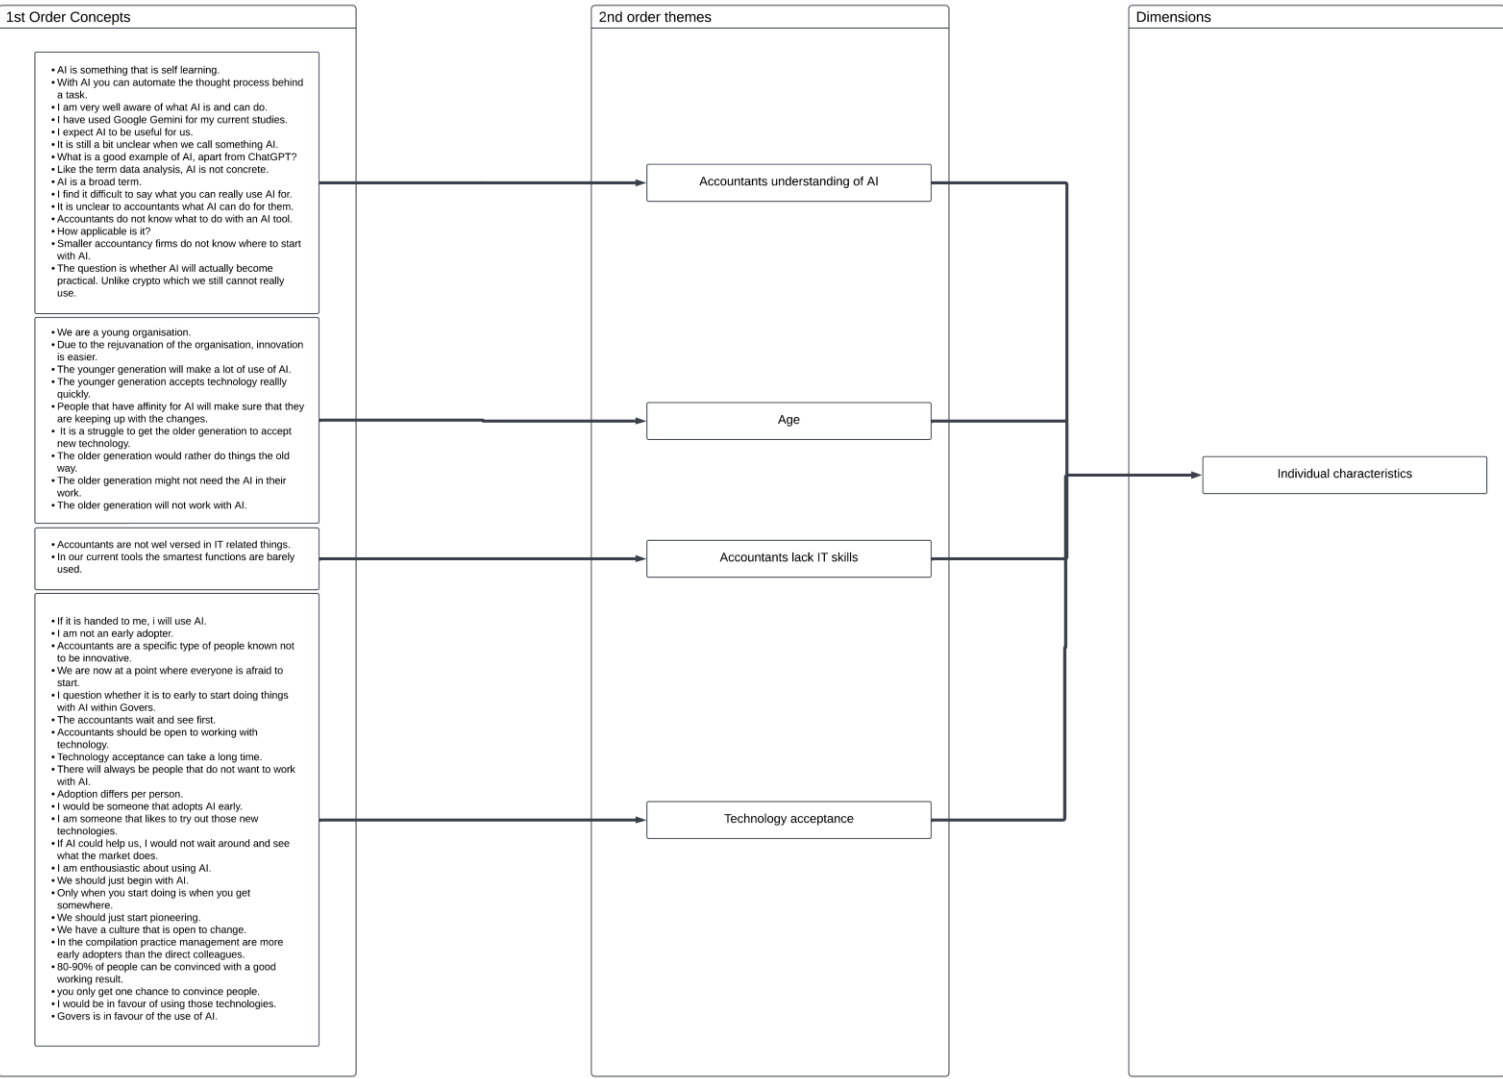 1st Order Concepts
• AI is something that is self learning.
• With AI you can automate the thought process behind
a task.
• I am very well aware of what AI is and can do.
• I have used Google Gemini for my current studies.
• I expect AI to be useful for us.
• It is still a bit unclear when we call something AI.
• What is a good example of AI, apart from ChatGPT?
• Like the term data analysis, AI is not concrete.
• AI is a broad term.
• I find it difficult to say what you can really use AI for.
• It is unclear to accountants what AI can do for them.
• Accountants do not know what to do with an AI tool.
• How applicable is it?
• Smaller accountancy firms do not know where to start
with AI.
• The question is whether AI will actually become
practical. Unlike crypto which we still cannot really
use.
• We are a young organisation.
• Due to the rejuvanation of the organisation, innovation
is easier.
• The younger generation will make a lot of use of AI.
• The younger generation accepts technology reallly
quickly.
• People that have affinity for AI will make sure that they
are keeping up with the changes.
• It is a struggle to get the older generation to accept
new technology.
• The older generation would rather do things the old
way.
• The older generation might not need the AI in their
work.
• The older generation will not work with AI.
• Accountants are not wel versed in IT related things.
• In our current tools the smartest functions are barely
used.
• If it is handed to me, i will use AI.
• I am not an early adopter.
• Accountants are a specific type of people known not
to be innovative.
• We are now at a point where everyone is afraid to
start.
• I question whether it is to early to start doing things
with AI within Govers.
• The accountants wait and see first.
• Accountants should be open to working with
technology.
• Technology acceptance can take a long time.
• There will always be people that do not want to work
with AI.
• Adoption differs per person.
• I would be someone that adopts AI early.
• I am someone that likes to try out those new
technologies.
• If AI could help us, I would not wait around and see
what the market does.
• I am enthousiastic about using AI.
• We should just begin with AI.
• Only when you start doing is when you get
somewhere.
• We should just start pioneering.
• We have a culture that is open to change.
• In the compilation practice management are more
early adopters than the direct colleagues.
• 80-90% of people can be convinced with a good
working result.
• you only get one chance to convince people.
• I would be in favour of using those technologies.
• Govers is in favour of the use of AI.
2nd order themes
Accountants understanding of AI
Age
Accountants lack IT skills
Technology acceptance
Dimensions
Individual characteristics